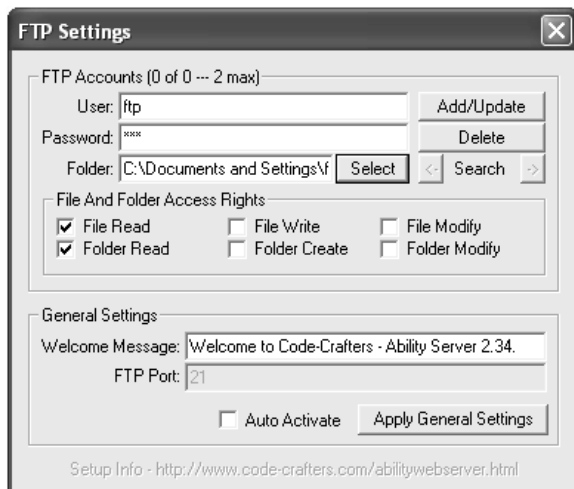 FTP Settings
FTP Accounts (0 of 0 --- 2 max)
User: ftp Add/Update
Password: *** Delete
Folder: C:\Documents and Settings\f Select <- Search ->
File And Folder Access Rights
File Read File Write File Modify
Folder Read Folder Create Folder Modify
General Settings
Welcome Message: Welcome to Code-Crafters - Ability Server 2.34.
FTP Port: 21
Auto Activate Apply General Settings
Setup Info - http://www.code-crafters.com/abilitywebserver.html